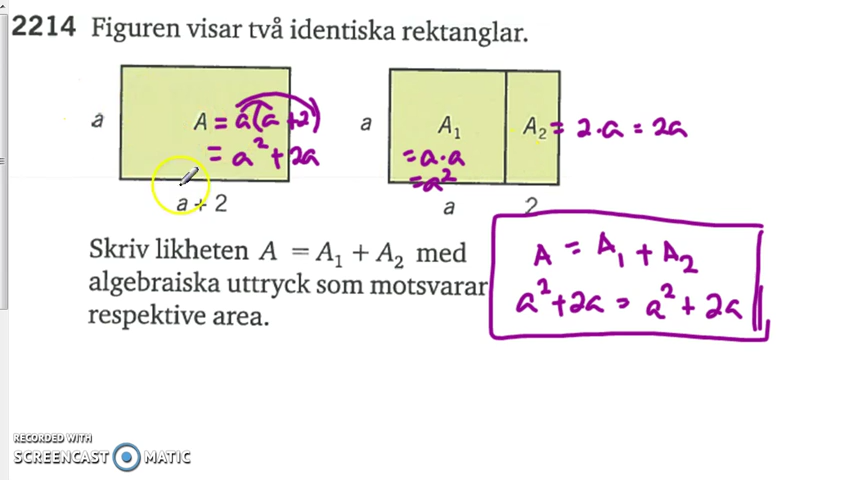 2214 Figuren visar två identiska rektanglar.
a
A = a(a+2)
= a² + 2a
a + 2
a
A₁
= a·a
= a²
a
A₂ = 2·a = 2a
2
Skriv likheten A = A₁ + A₂ med
algebraiska uttryck som motsvarar
respektive area.
A = A₁ + A₂
a² + 2a = a² + 2a
RECORDED WITH
SCREENCAST MATIC